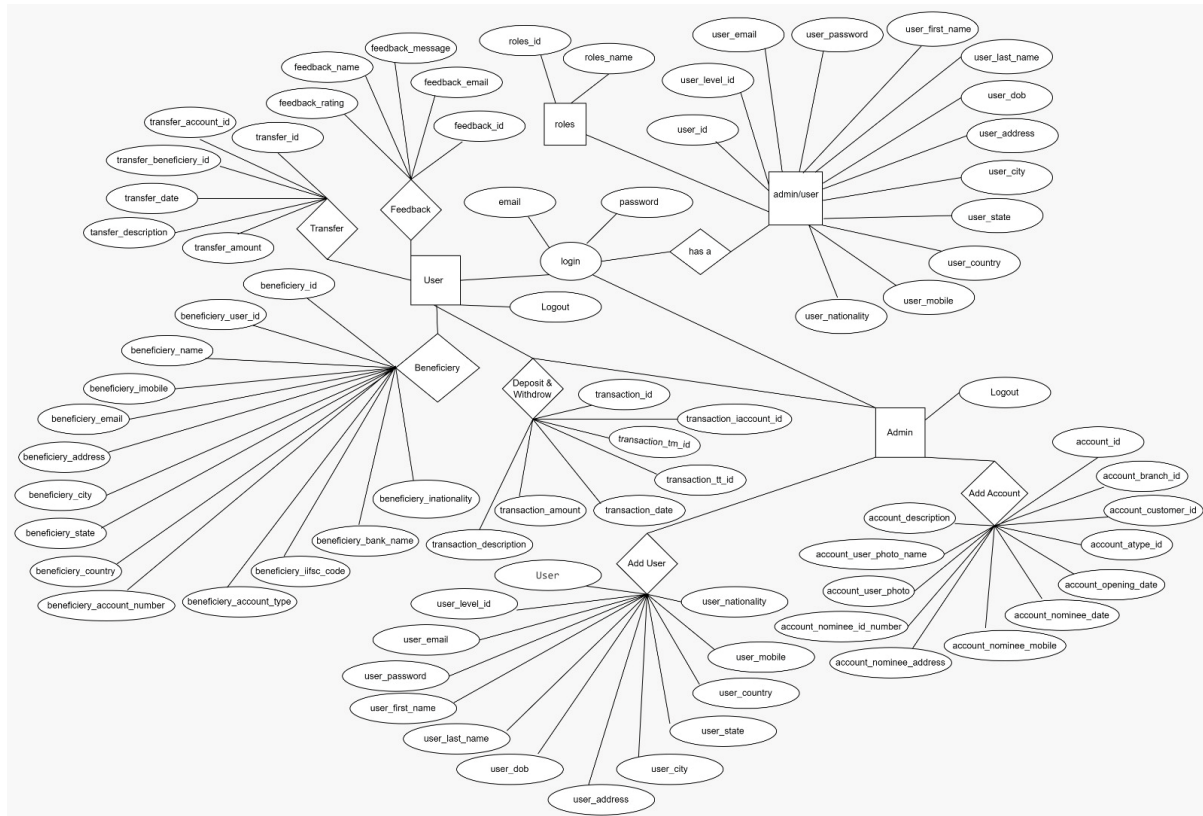 feedback_message
feedback_name
feedback_email
feedback_rating
feedback_id
Feedback
transfer_account_id
transfer_id
transfer_beneficiary_id
transfer_date
tansfer_description
transfer_amount
Transfer
roles_id
roles_name
roles
user_email
user_password
user_first_name
user_last_name
user_level_id
user_dob
user_id
user_address
user_city
user_state
user_country
user_mobile
user_nationality
admin/user
has a
email
password
login
User
Logout
beneficiery_id
beneficiery_user_id
beneficiery_name
beneficiery_imobile
beneficiery_email
beneficiery_address
beneficiery_city
beneficiery_state
beneficiery_country
beneficiery_account_number
beneficiery_account_type
beneficiery_iifsc_code
beneficiery_bank_name
beneficiery_inationality
Beneficiery
Deposit &
Withdrow
transaction_id
transaction_iaccount_id
transaction_tm_id
transaction_tt_id
transaction_date
transaction_amount
transaction_description
Admin
Logout
Add Account
account_id
account_branch_id
account_customer_id
account_atype_id
account_opening_date
account_nominee_date
account_nominee_mobile
account_nominee_address
account_nominee_id_number
account_user_photo
account_user_photo_name
account_description
Add User
User
user_level_id
user_email
user_password
user_first_name
user_last_name
user_dob
user_address
user_city
user_state
user_country
user_mobile
user_nationality